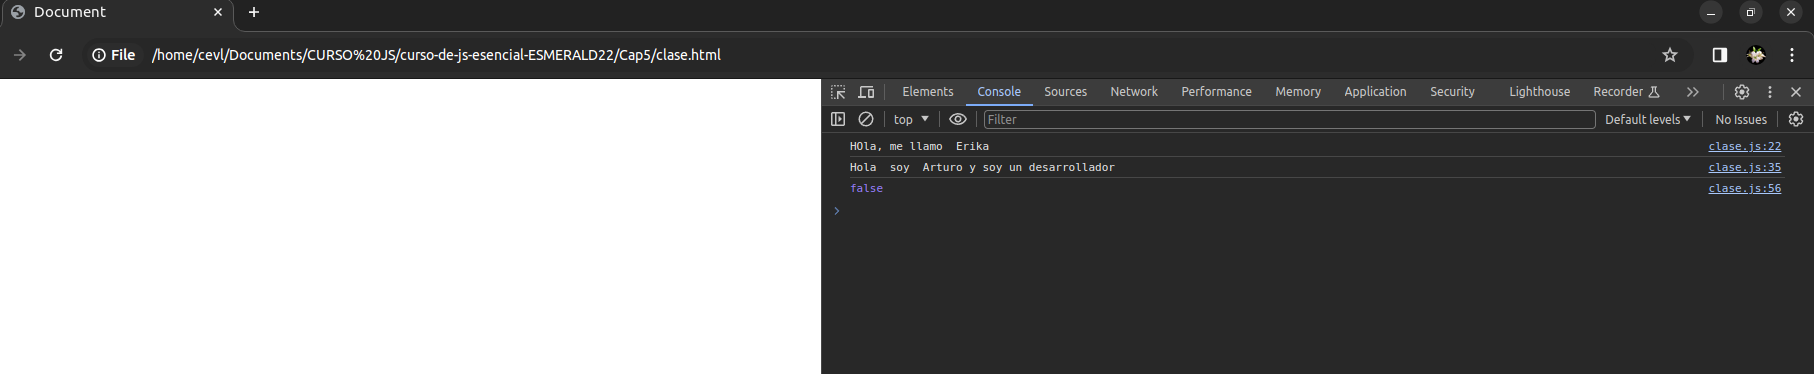 Document
File /home/cevl/Documents/CURSO%20JS/curso-de-js-esencial-ESMERALD22/Cap5/clase.html
Elements Console Sources Network Performance Memory Application Security Lighthouse Recorder
top Filter Default levels No Issues
HOla, me llamo  Erika clase.js:22
Hola  soy  Arturo y soy un desarrollador clase.js:35
false clase.js:56